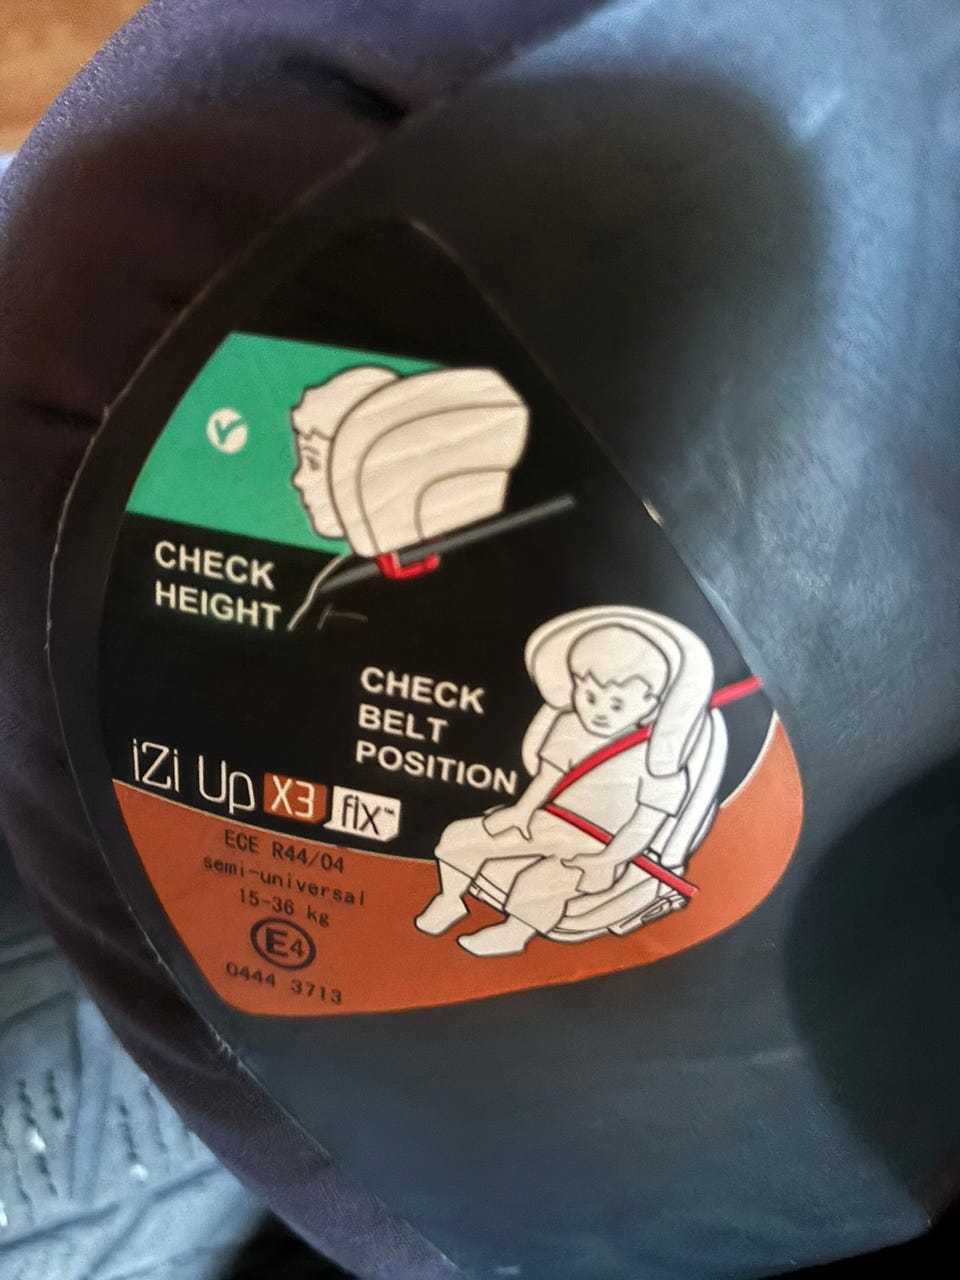 CHECK
HEIGHT
CHECK
BELT
POSITION
iZi Up X3 fix™
ECE R44/04
semi-universal
15-36 kg
E4
0444 3713